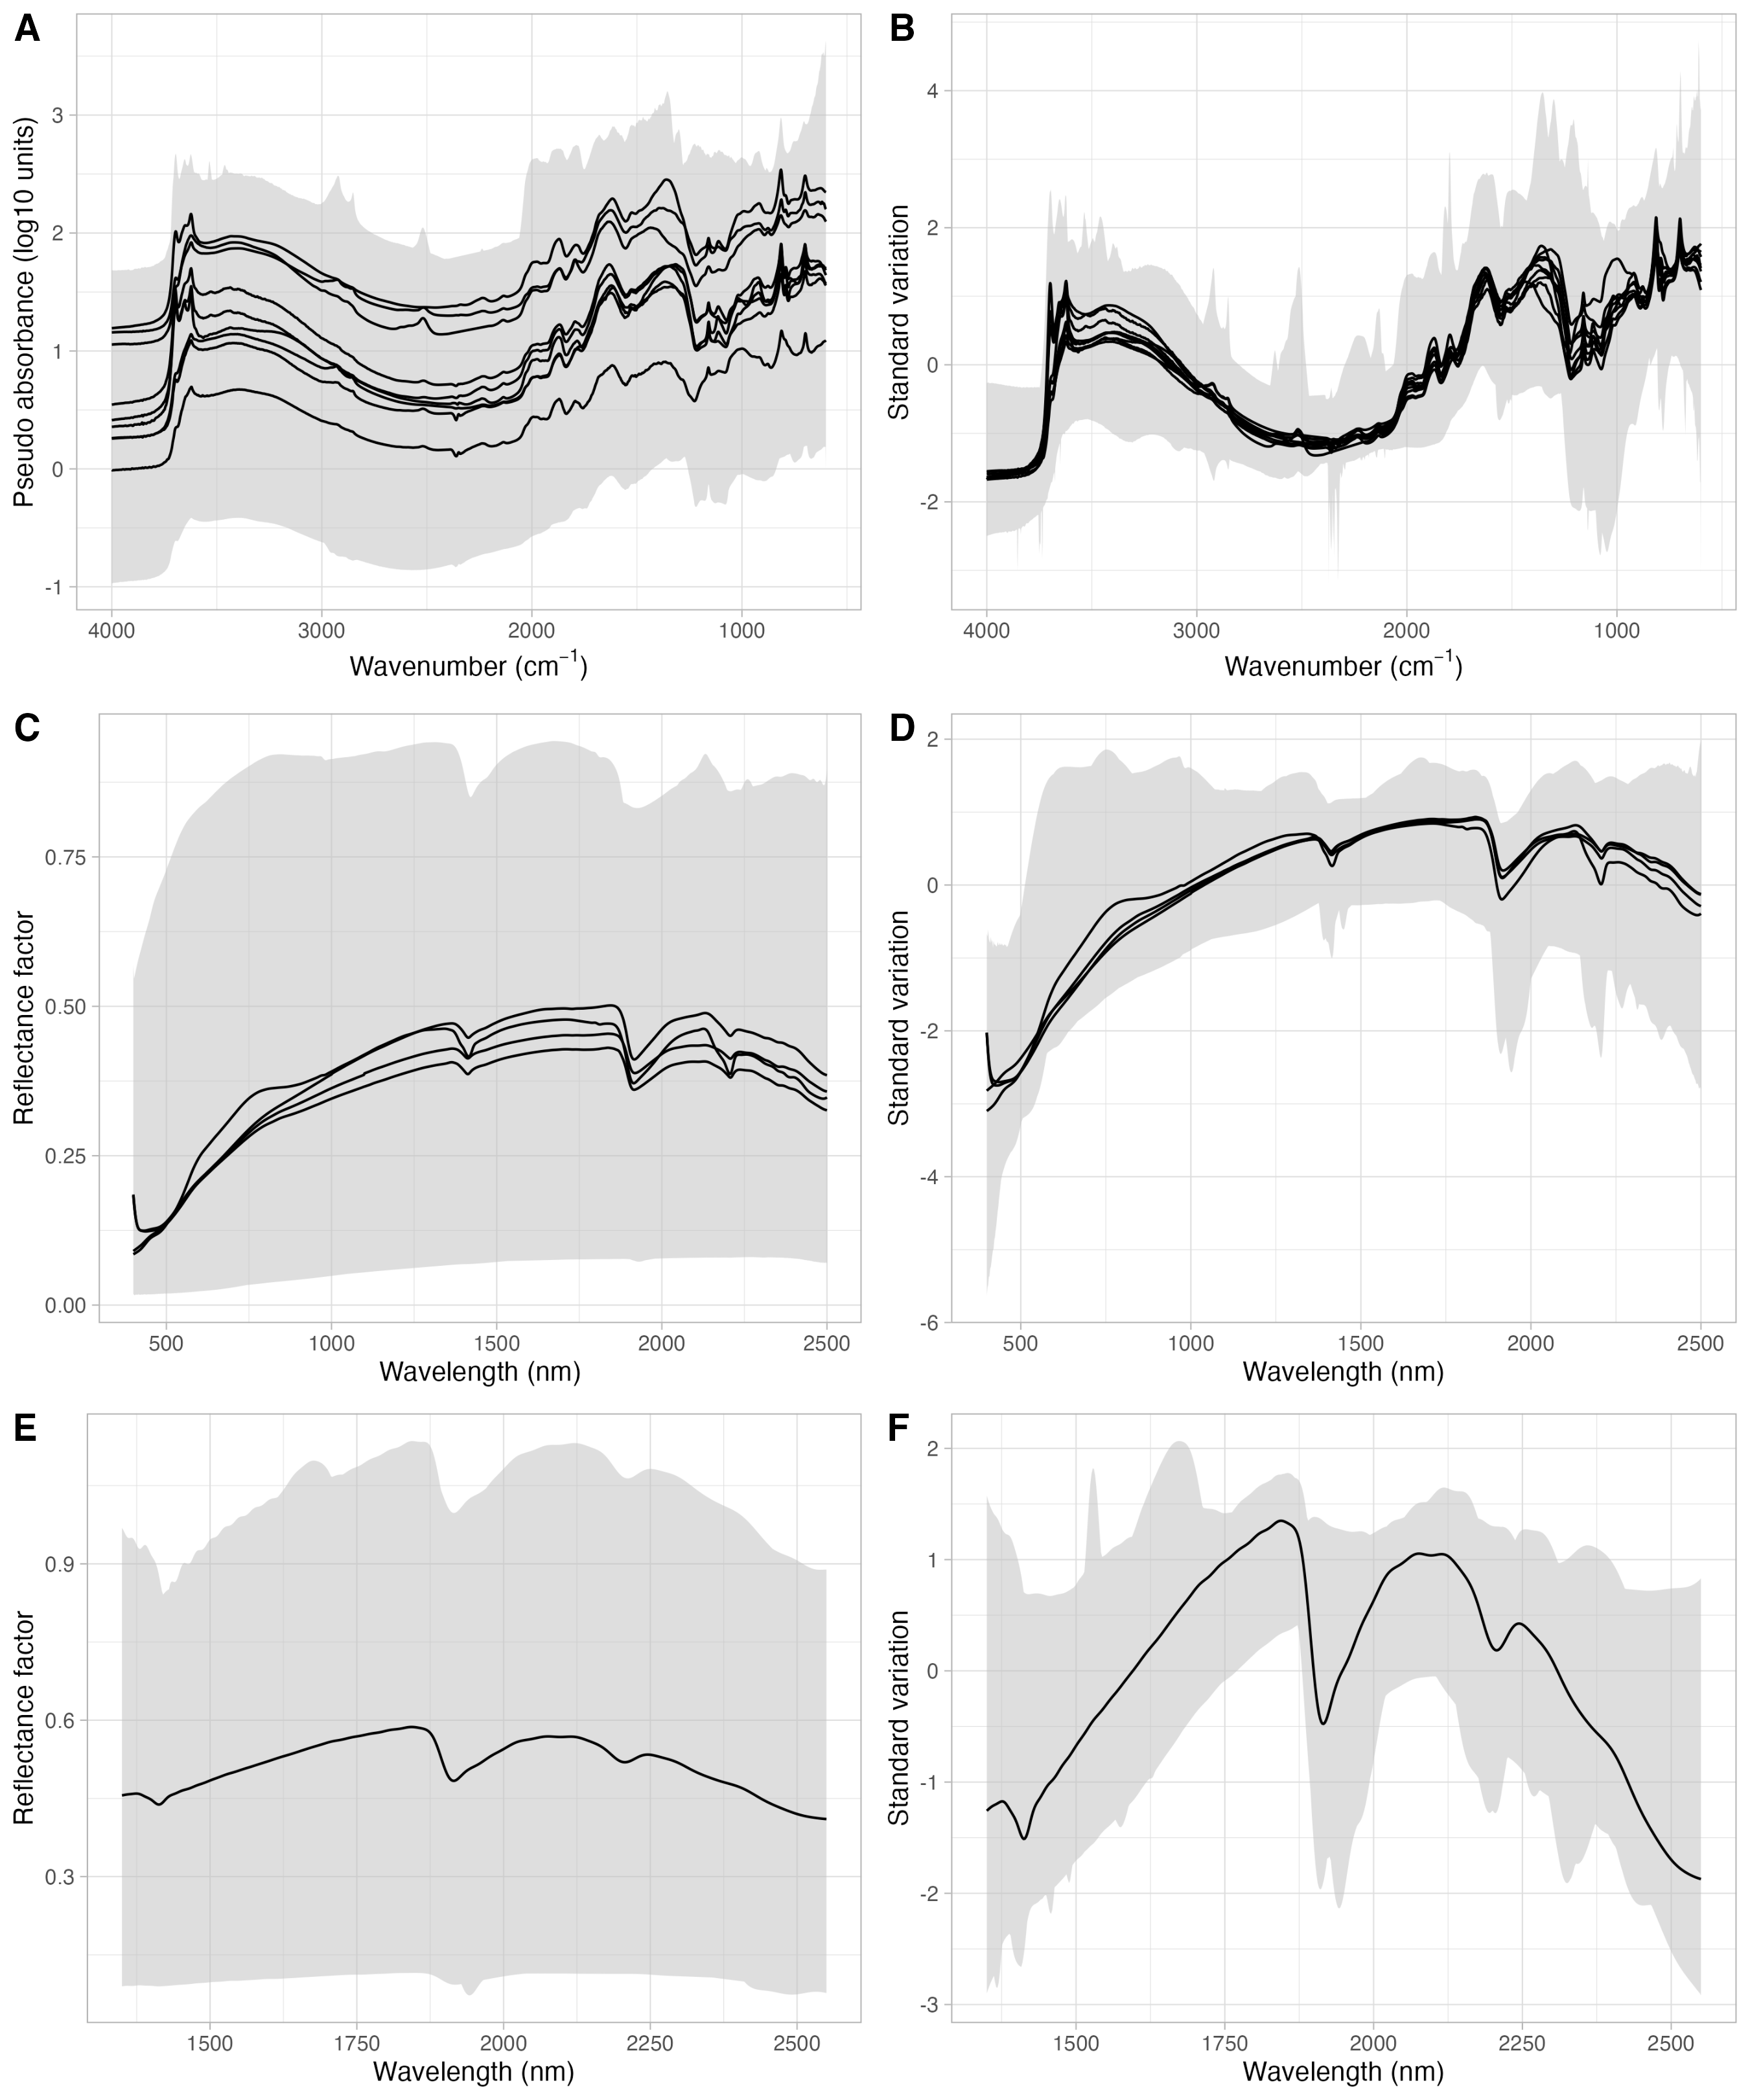 A
Pseudo absorbance (log10 units)
3
2
1
0
-1
4000 3000 2000 1000
Wavenumber (cm⁻¹)
B
Standard variation
4
2
0
-2
4000 3000 2000 1000
Wavenumber (cm⁻¹)
C
Reflectance factor
0.75
0.50
0.25
0.00
500 1000 1500 2000 2500
Wavelength (nm)
D
Standard variation
2
0
-2
-4
-6
500 1000 1500 2000 2500
Wavelength (nm)
E
Reflectance factor
0.9
0.6
0.3
1500 1750 2000 2250 2500
Wavelength (nm)
F
Standard variation
2
1
0
-1
-2
-3
1500 1750 2000 2250 2500
Wavelength (nm)